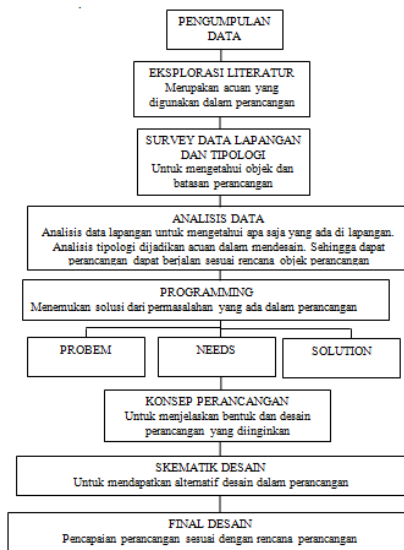 PENGUMPULAN
DATA
EKSPLORASI LITERATUR
Merupakan acuan yang
digunakan dalam perancangan
SURVEY DATA LAPANGAN
DAN TIPOLOGI
Untuk mengetahui objek dan
batasan perancangan
ANALISIS DATA
Analisis data lapangan untuk mengetahui apa saja yang ada di lapangan.
Analisis tipologi dijadikan acuan dalam mendesain. Sehingga dapat
perancangan dapat berjalan sesuai rencana objek perancangan
PROGRAMMING
Menemukan solusi dari permasalahan yang ada dalam perancangan
PROBEM
NEEDS
SOLUTION
KONSEP PERANCANGAN
Untuk menjelaskan bentuk dan desain
perancangan yang diinginkan
SKEMATIK DESAIN
Untuk mendapatkan alternatif desain dalam perancangan
FINAL DESAIN
Pencapaian perancangan sesuai dengan rencana perancangan